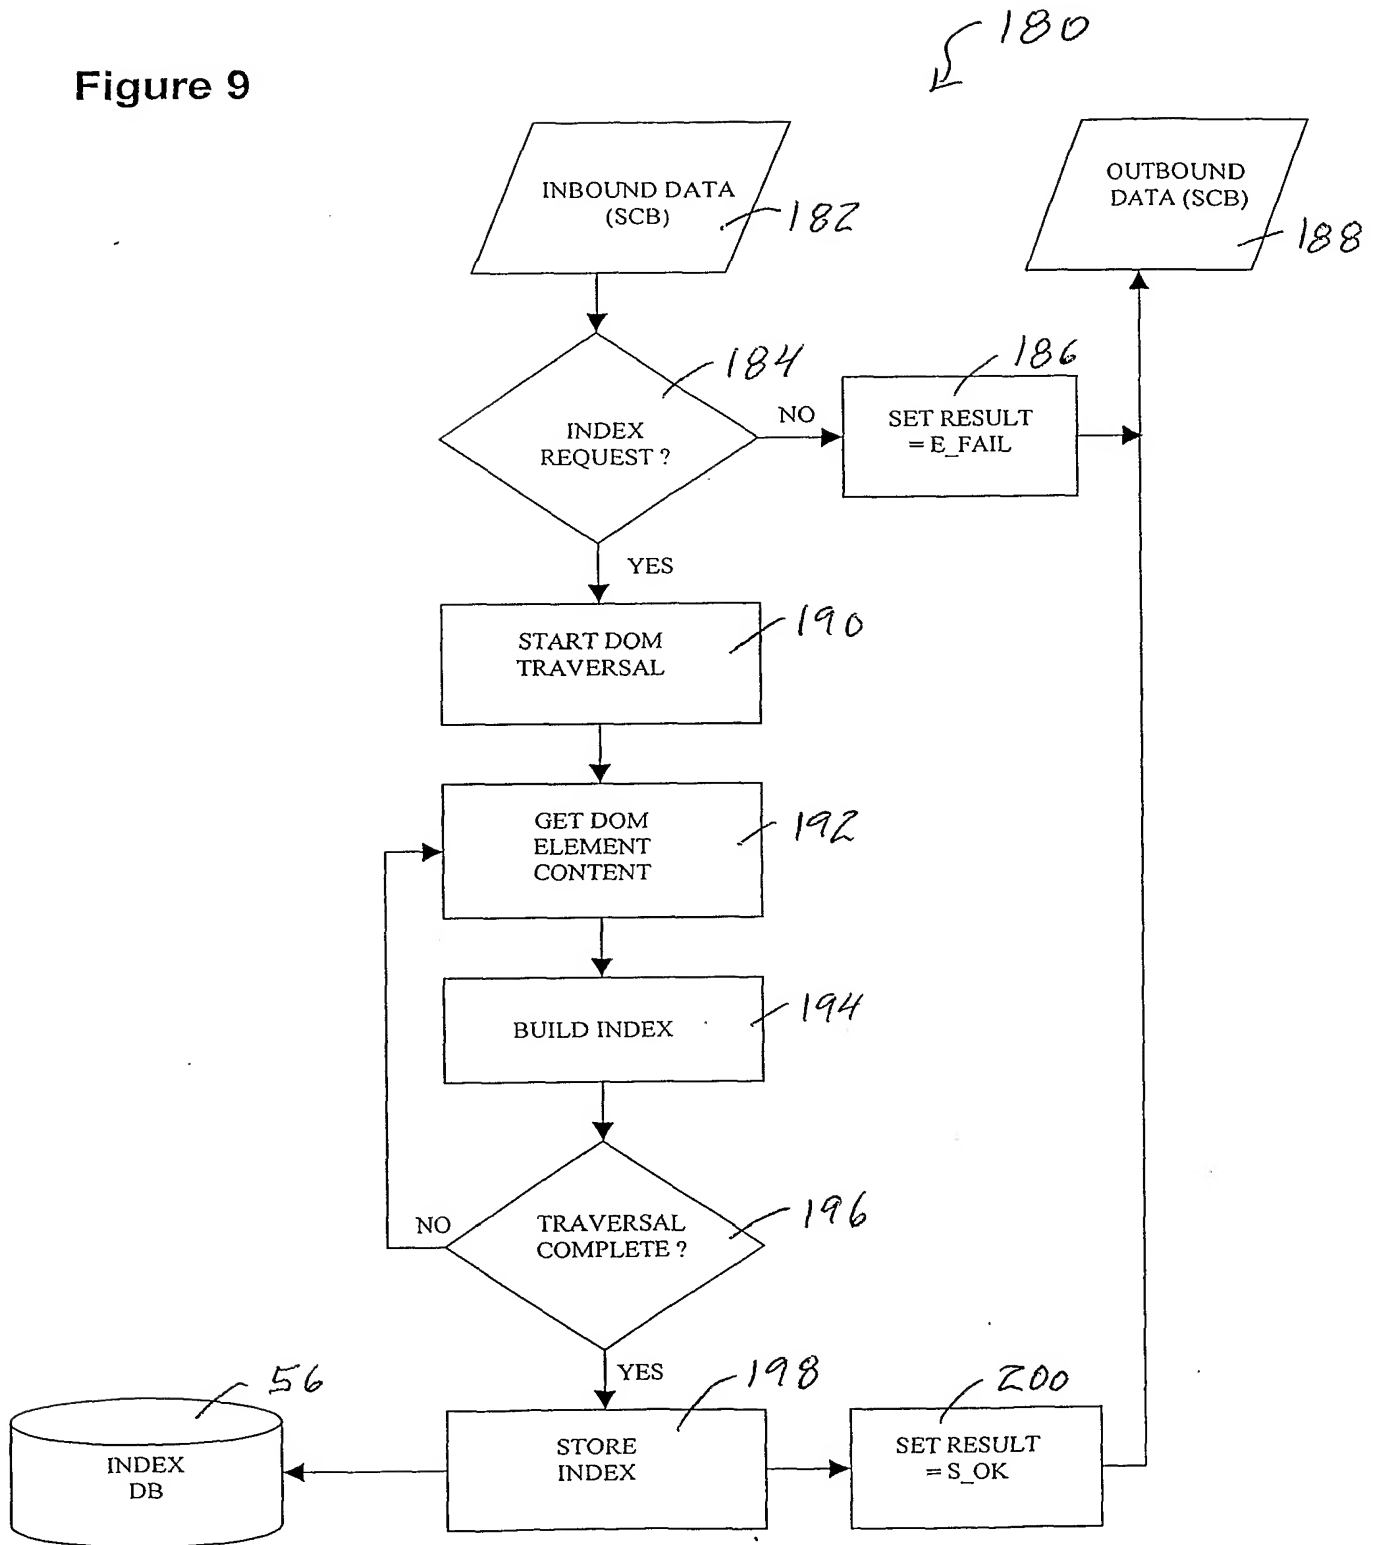 Figure 9
180
INBOUND DATA
(SCB)
182
OUTBOUND
DATA (SCB)
188
184
INDEX
REQUEST ?
NO
186
SET RESULT
= E_FAIL
YES
190
START DOM
TRAVERSAL
192
GET DOM
ELEMENT
CONTENT
194
BUILD INDEX
196
TRAVERSAL
COMPLETE ?
NO
YES
56
INDEX
DB
198
STORE
INDEX
200
SET RESULT
= S_OK